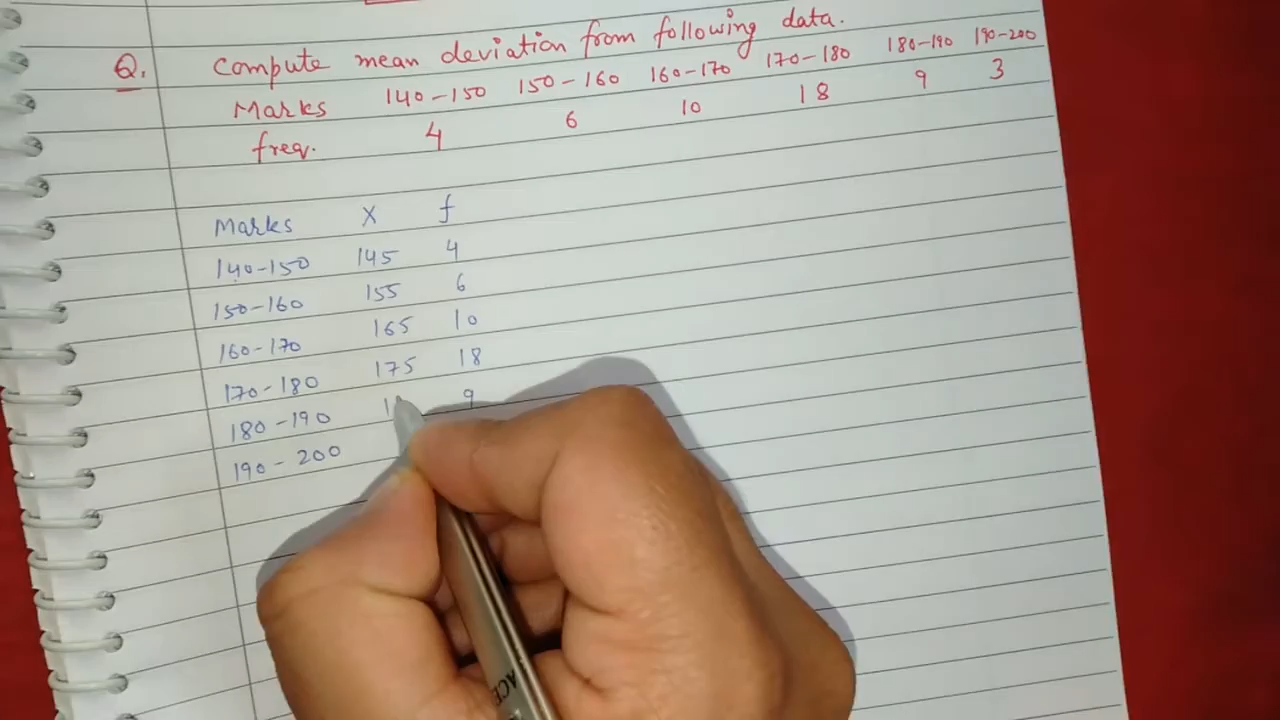 Q. Compute mean deviation from following data.
Marks 140-150 150-160 160-170 170-180 180-190 190-200
freq. 4 6 10 18 9 3
Marks X f
140-150 145 4
150-160 155 6
160-170 165 10
170-180 175 18
180-190 9
190-200